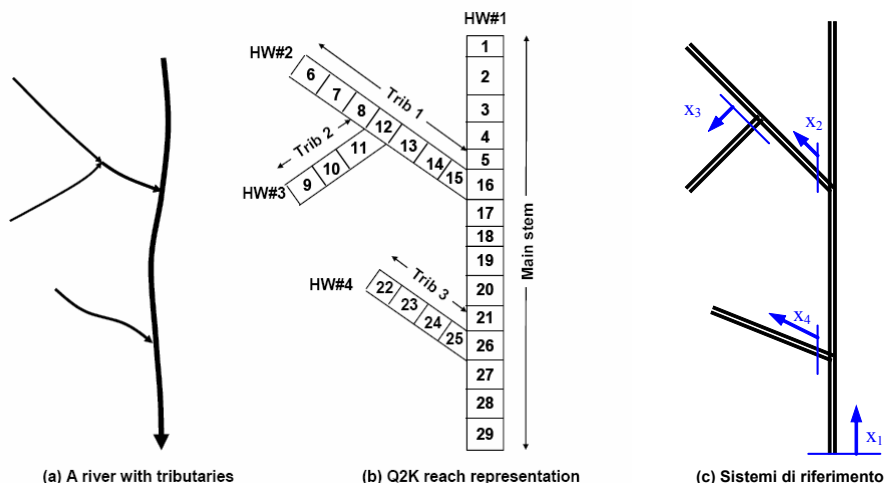 HW#1
HW#2
HW#3
HW#4
Trib 1
Trib 2
Trib 3
Main stem
1
2
3
4
5
6
7
8
12
13
14
15
9
10
11
16
17
18
19
20
21
22
23
24
25
26
27
28
29
x3
x2
x4
x1
(a) A river with tributaries
(b) Q2K reach representation
(c) Sistemi di riferimento